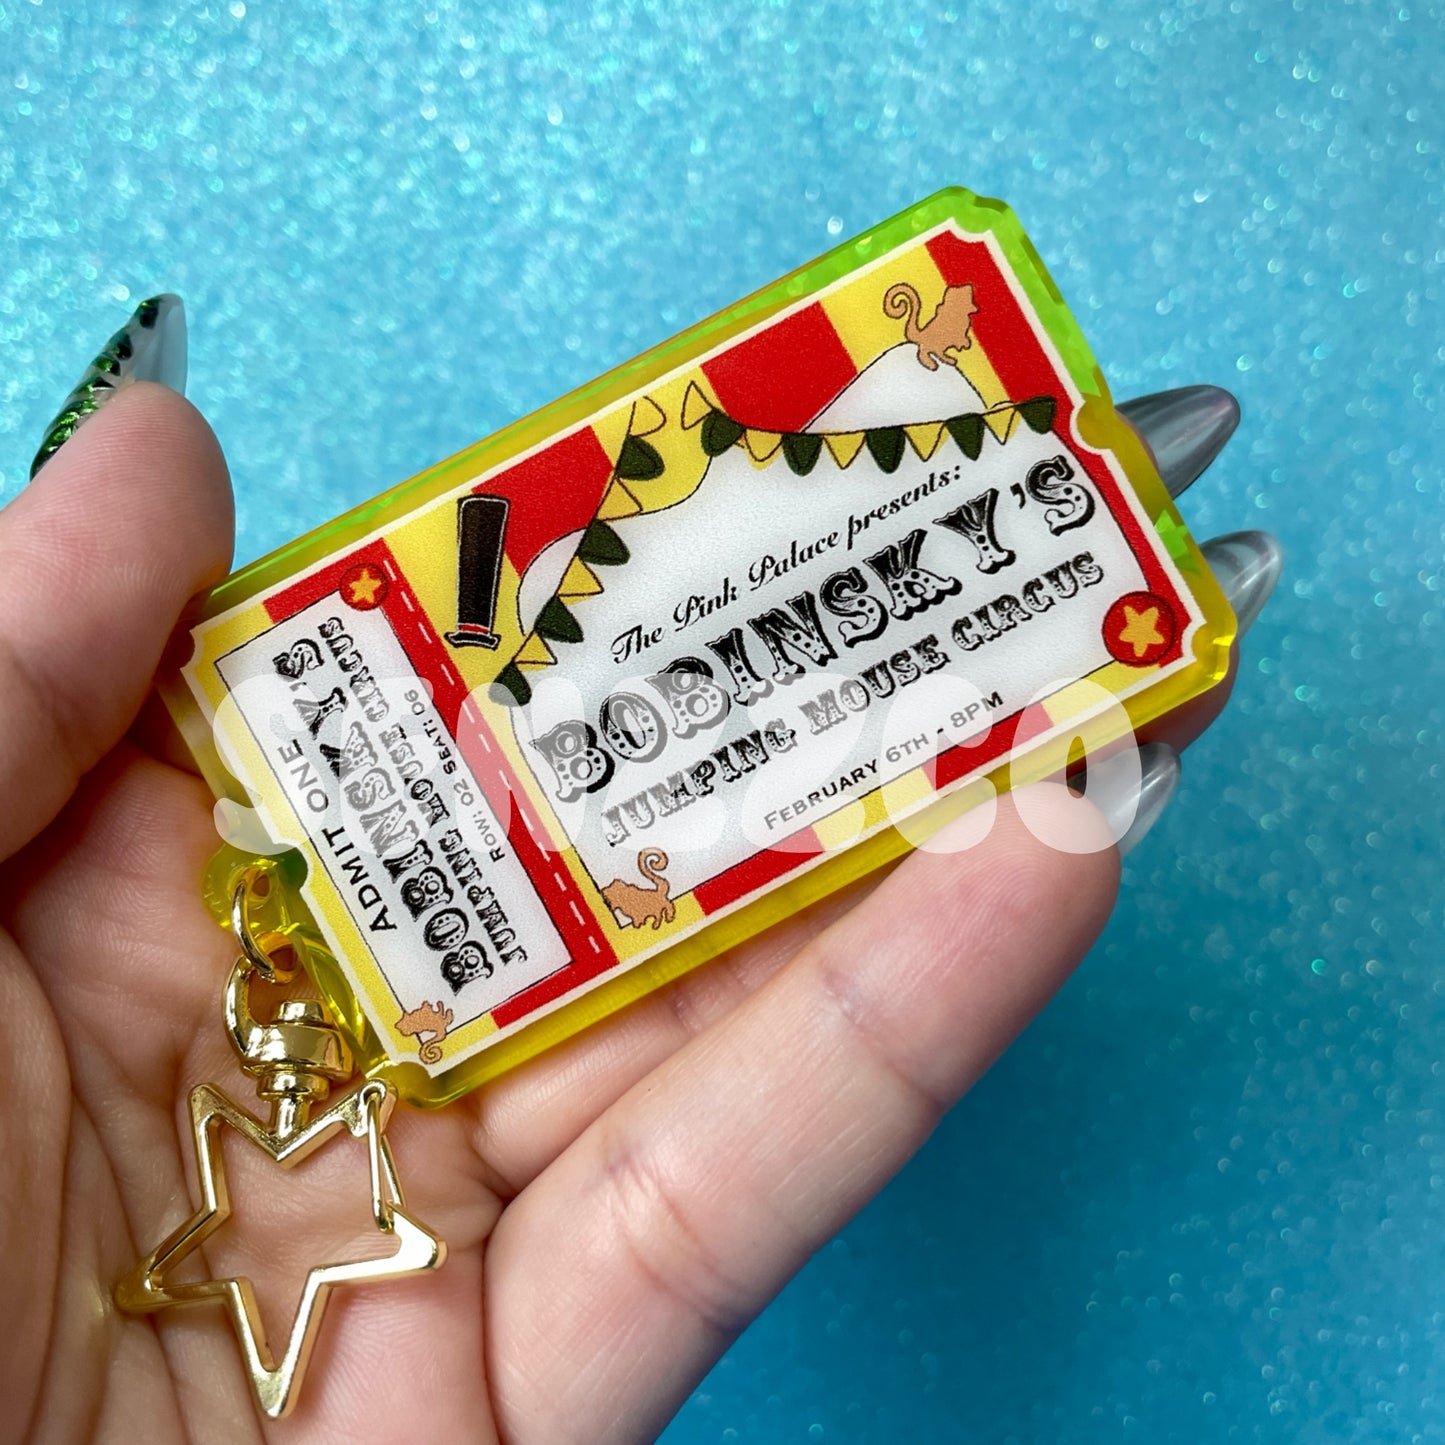 The Pink Palace presents:
BOBINSKY'S
JUMPING MOUSE CIRCUS
FEBRUARY 6TH - 8PM
ADMIT ONE
BOBINSKY'S
JUMPING MOUSE CIRCUS
ROW: 02 SEAT: 06